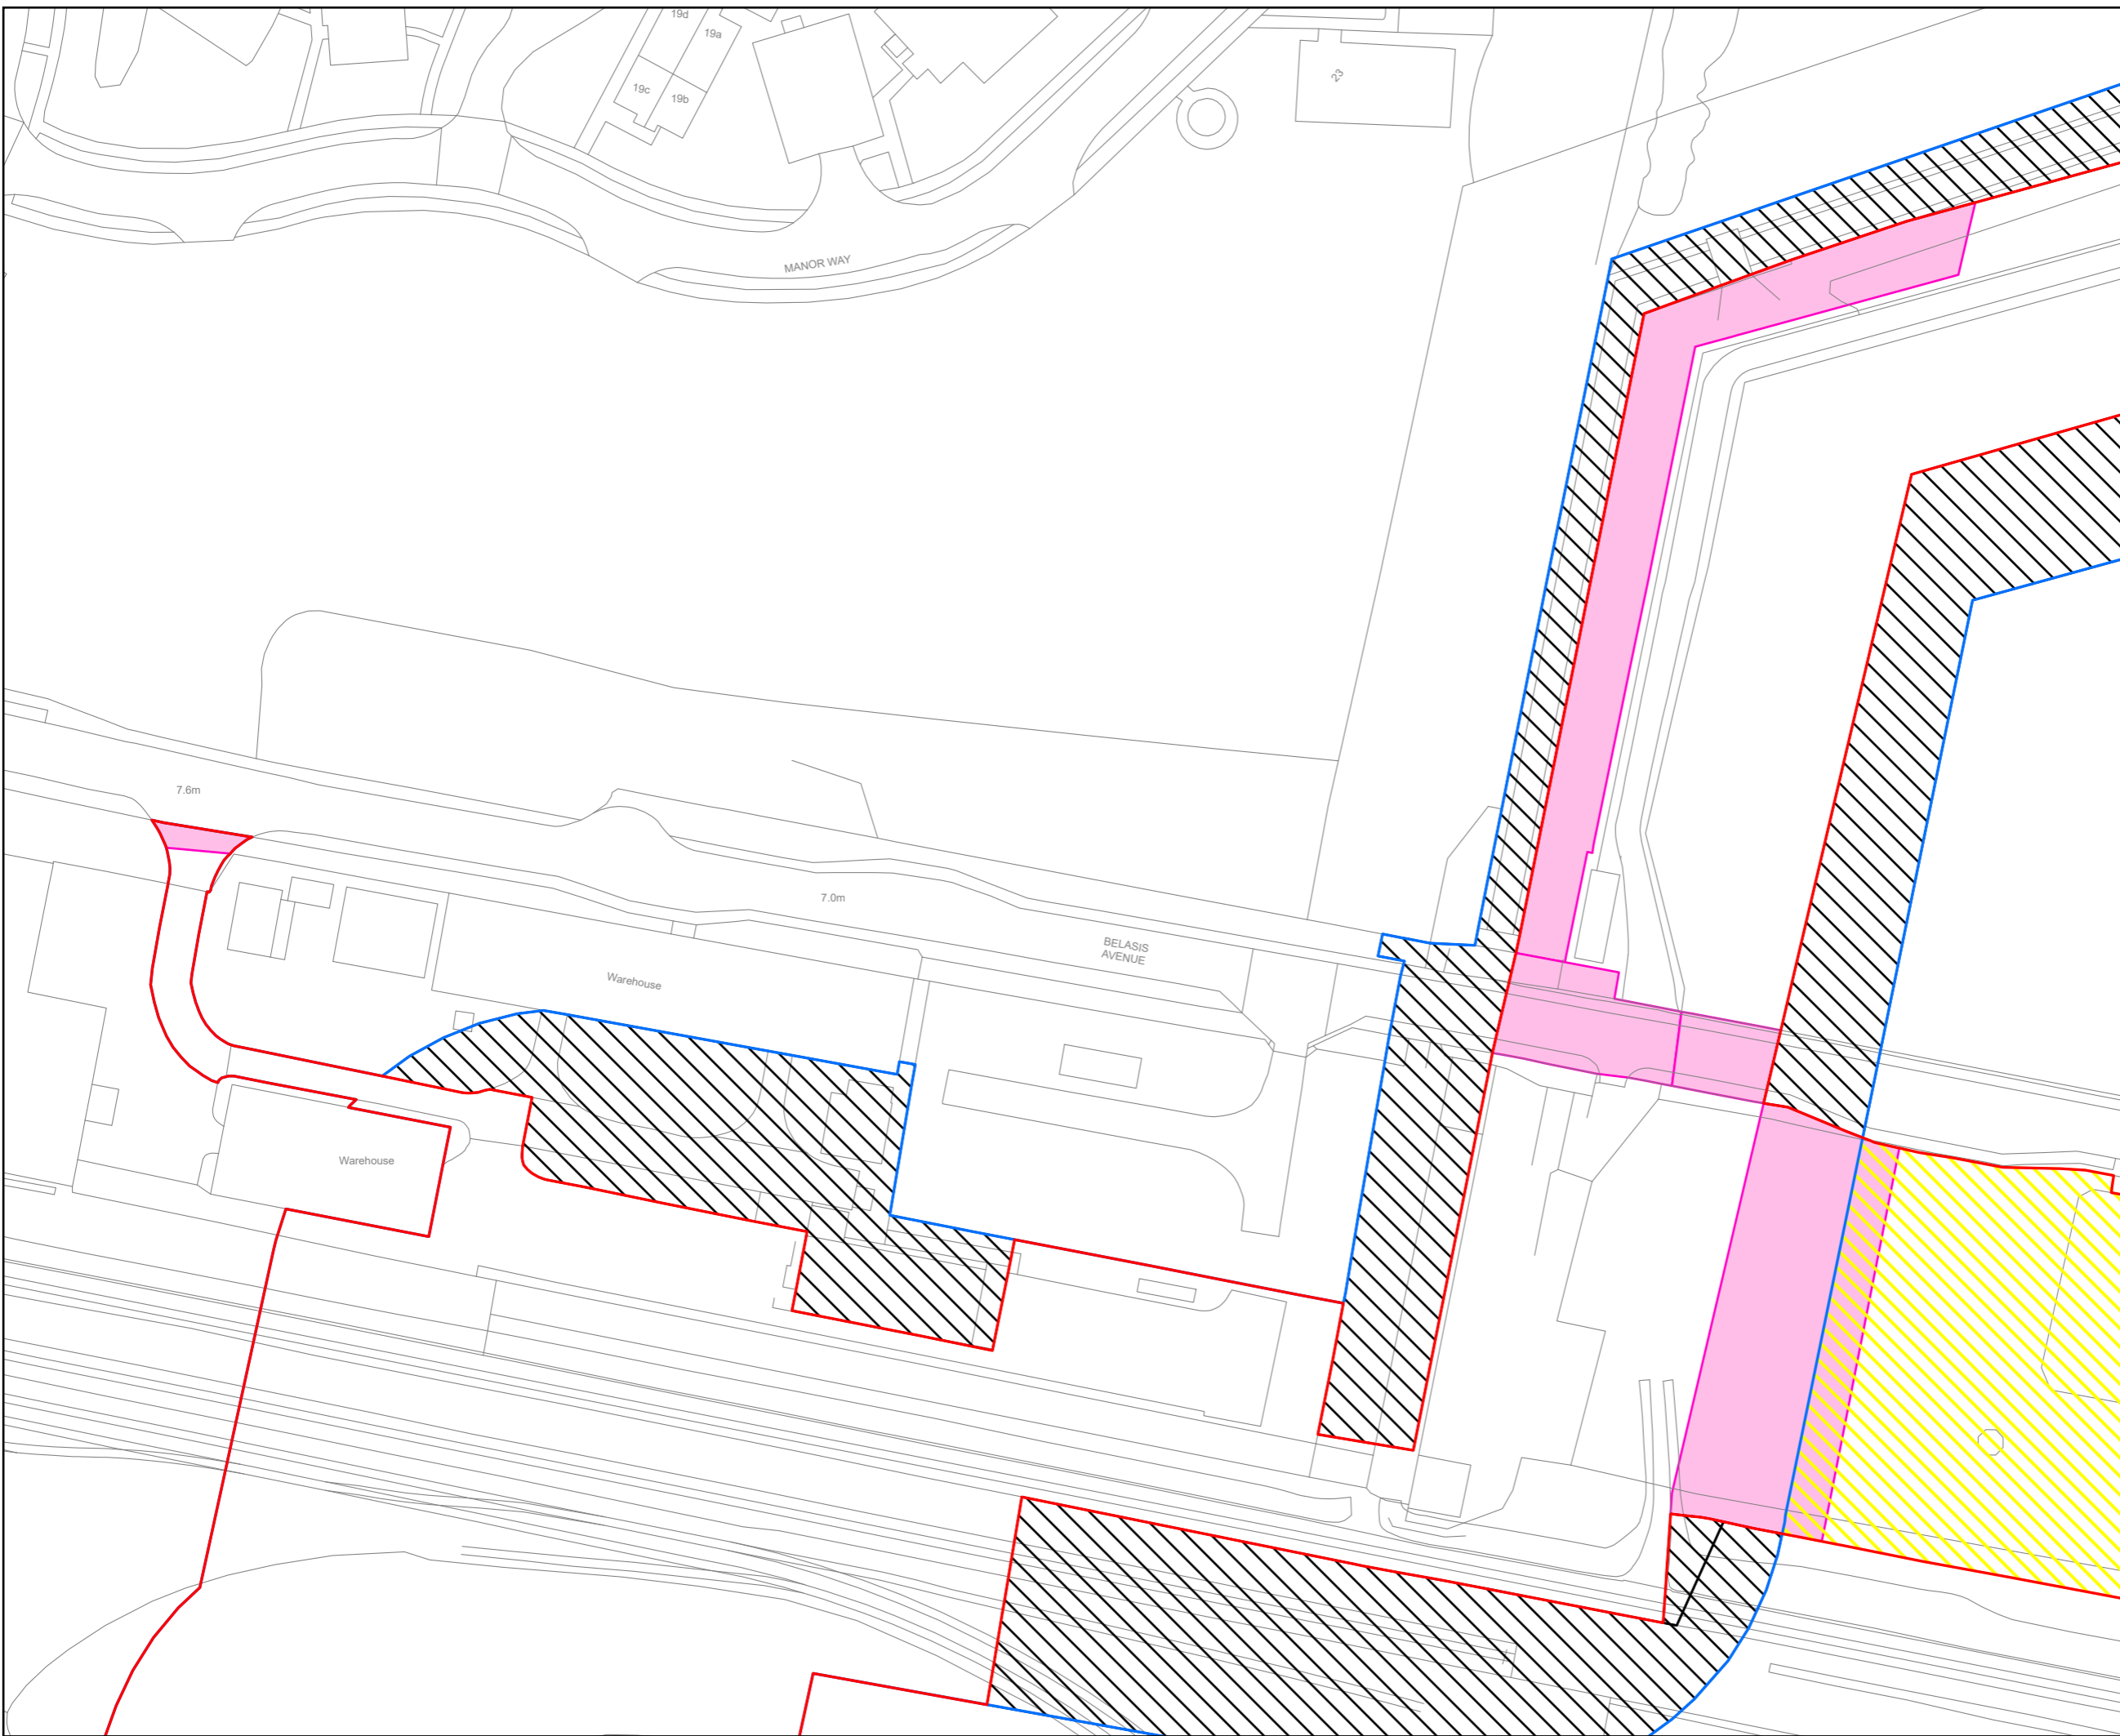 19d
19a
19c
19b
23
MANOR WAY
7.6m
7.0m
BELASIS
AVENUE
Warehouse
Warehouse